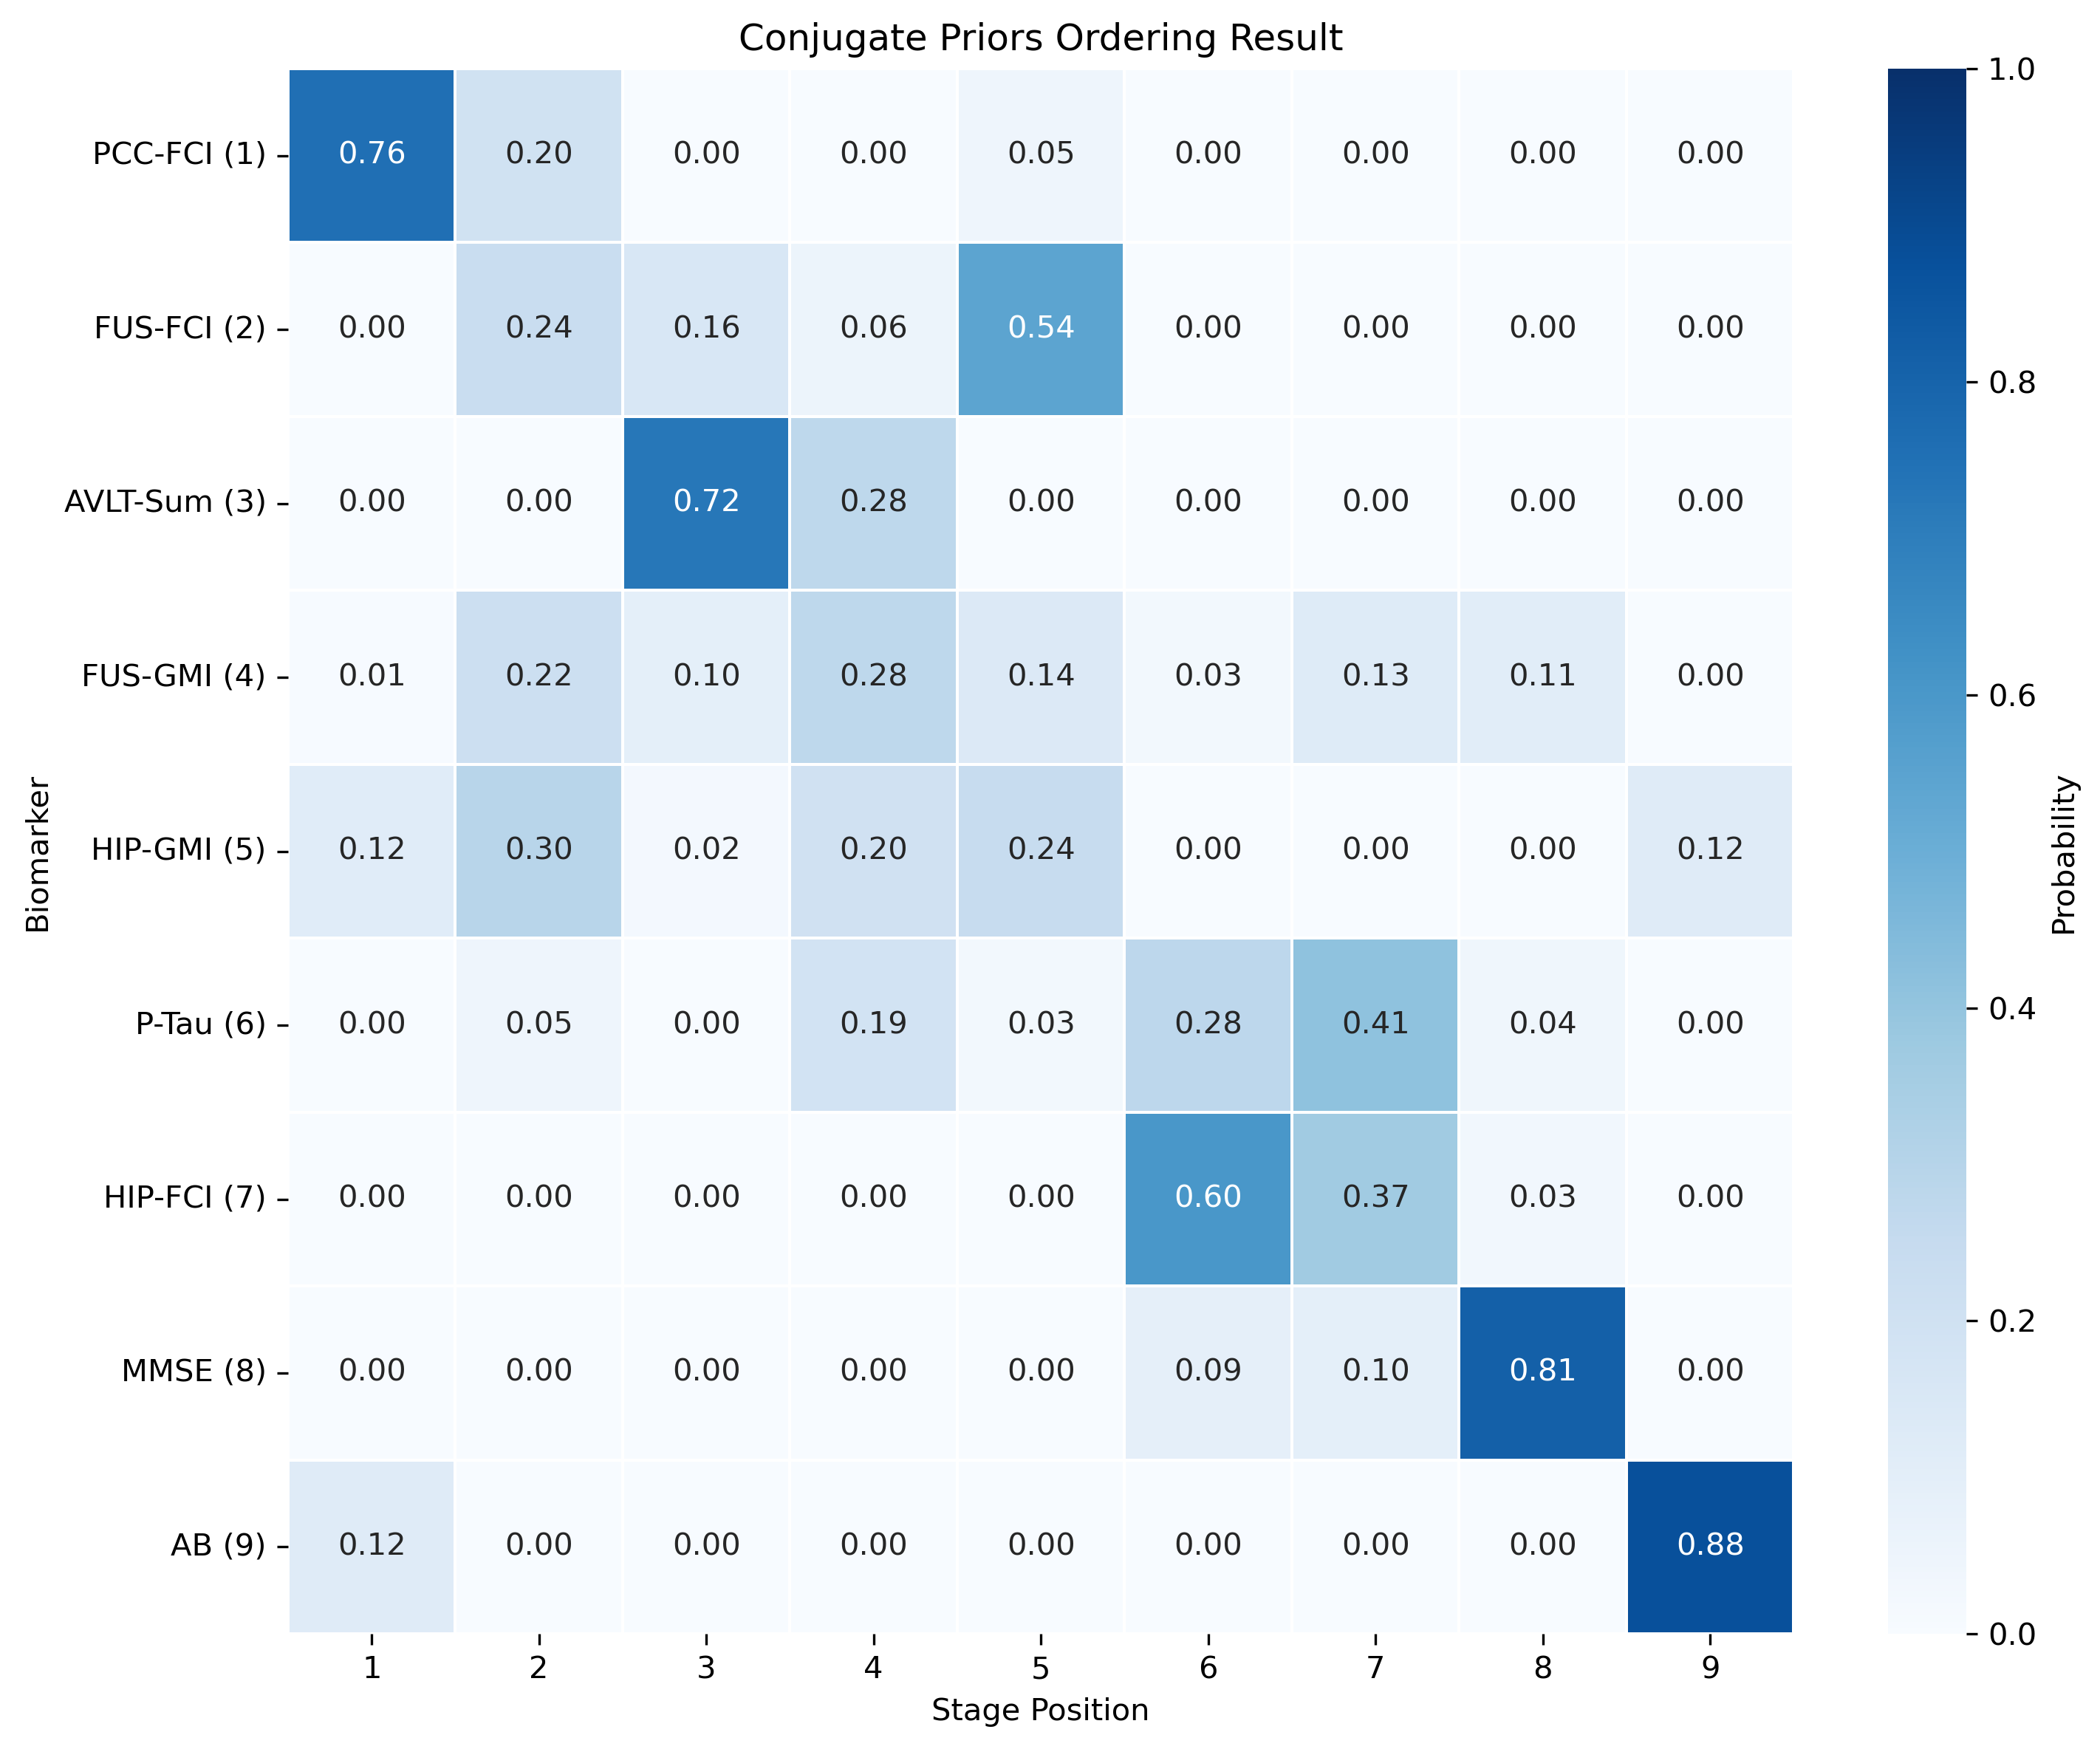 Conjugate Priors Ordering Result
PCC-FCI (1) 0.76 0.20 0.00 0.00 0.05 0.00 0.00 0.00 0.00
FUS-FCI (2) 0.00 0.24 0.16 0.06 0.54 0.00 0.00 0.00 0.00
AVLT-Sum (3) 0.00 0.00 0.72 0.28 0.00 0.00 0.00 0.00 0.00
FUS-GMI (4) 0.01 0.22 0.10 0.28 0.14 0.03 0.13 0.11 0.00
HIP-GMI (5) 0.12 0.30 0.02 0.20 0.24 0.00 0.00 0.00 0.12
P-Tau (6) 0.00 0.05 0.00 0.19 0.03 0.28 0.41 0.04 0.00
HIP-FCI (7) 0.00 0.00 0.00 0.00 0.00 0.60 0.37 0.03 0.00
MMSE (8) 0.00 0.00 0.00 0.00 0.00 0.09 0.10 0.81 0.00
AB (9) 0.12 0.00 0.00 0.00 0.00 0.00 0.00 0.00 0.88
1 2 3 4 5 6 7 8 9
Stage Position
Biomarker
1.0
0.8
0.6
0.4
0.2
0.0
Probability